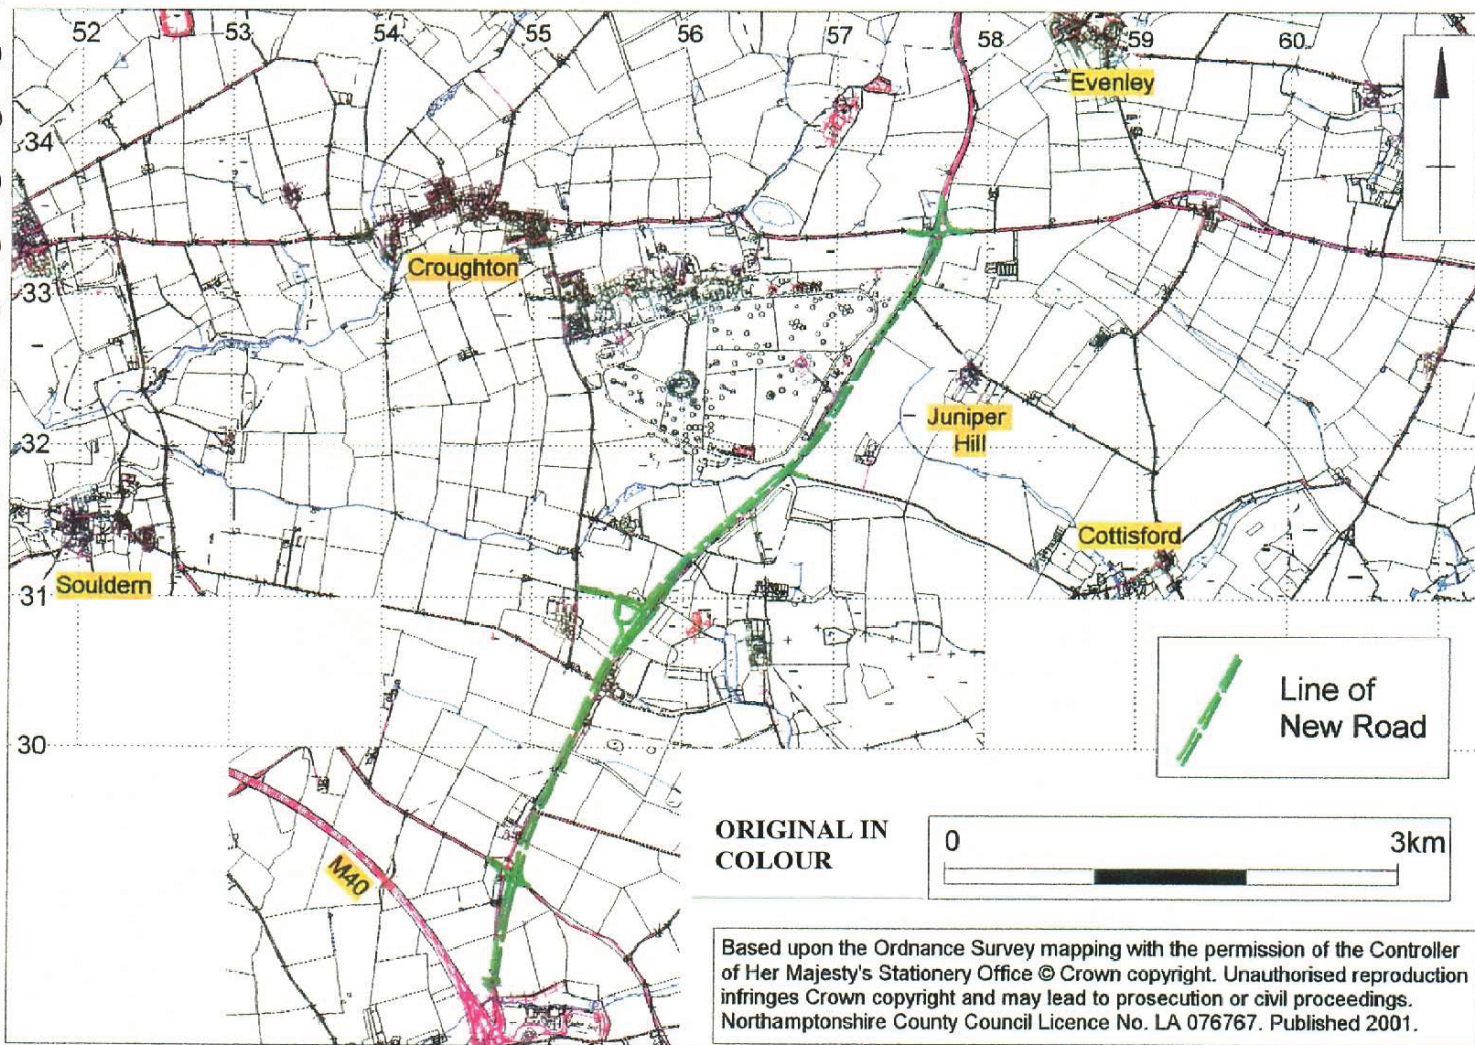 52
53
54
55
56
57
58
59
60
Evenley
34
Croughton
33
Juniper
Hill
32
Cottisford
Souldern
31
Line of
New Road
30
ORIGINAL IN
COLOUR
0
3km
M40
Based upon the Ordnance Survey mapping with the permission of the Controller
of Her Majesty's Stationery Office © Crown copyright. Unauthorised reproduction
infringes Crown copyright and may lead to prosecution or civil proceedings.
Northamptonshire County Council Licence No. LA 076767. Published 2001.